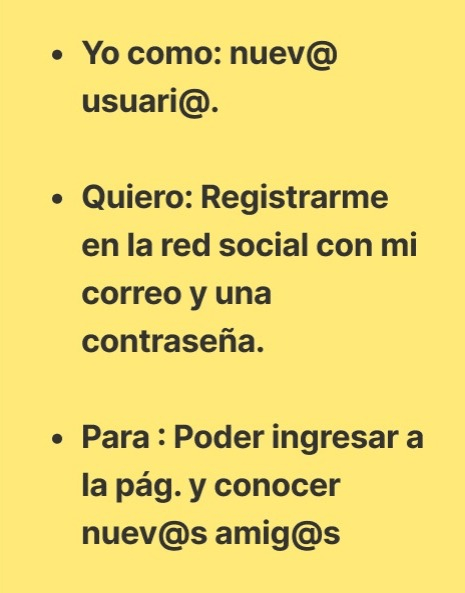 • Yo como: nuev@
usuari@.
• Quiero: Registrarme
en la red social con mi
correo y una
contraseña.
• Para : Poder ingresar a
la pág. y conocer
nuev@s amig@s